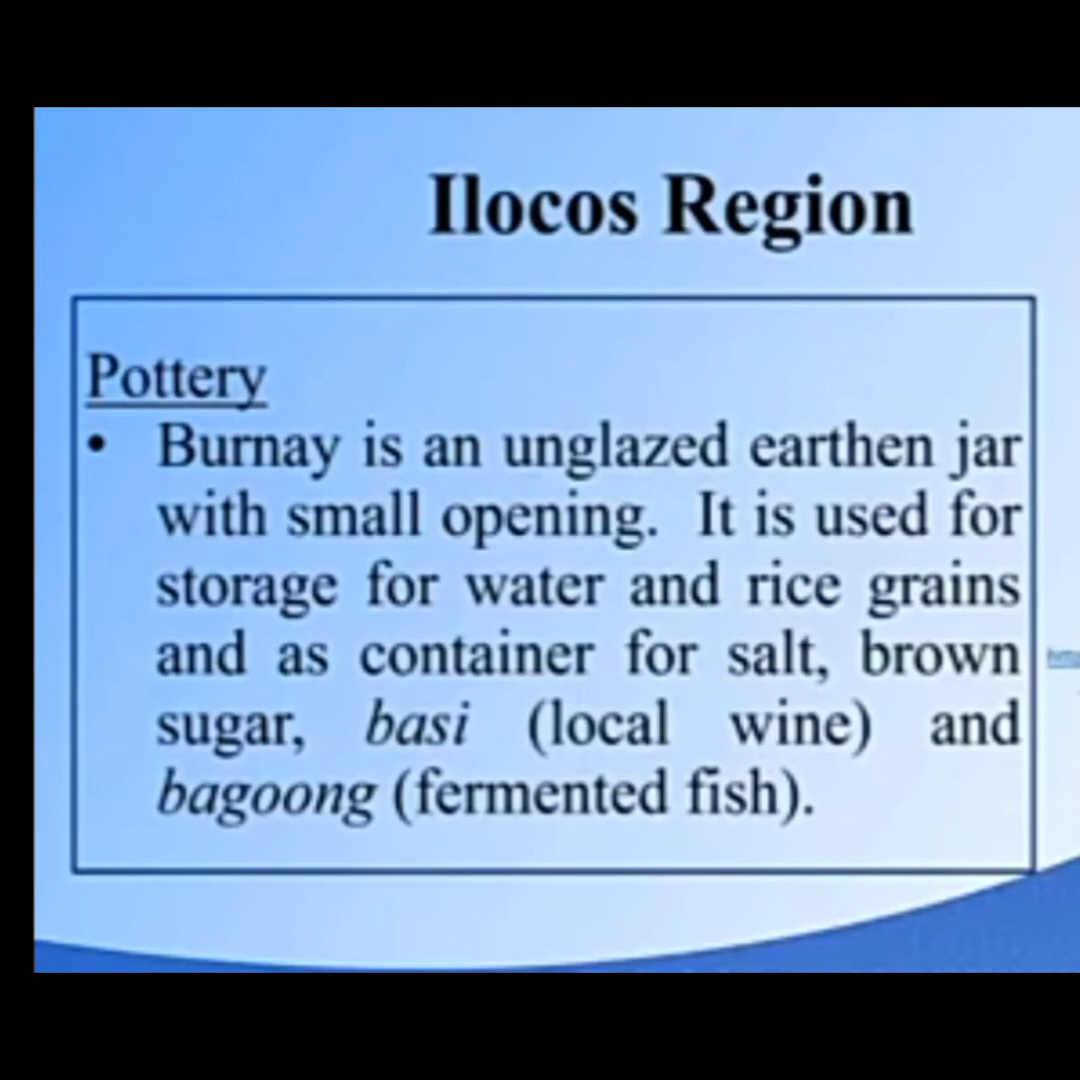 Ilocos Region
Pottery
• Burnay is an unglazed earthen jar
with small opening. It is used for
storage for water and rice grains
and as container for salt, brown
sugar, basi (local wine) and
bagoong (fermented fish).